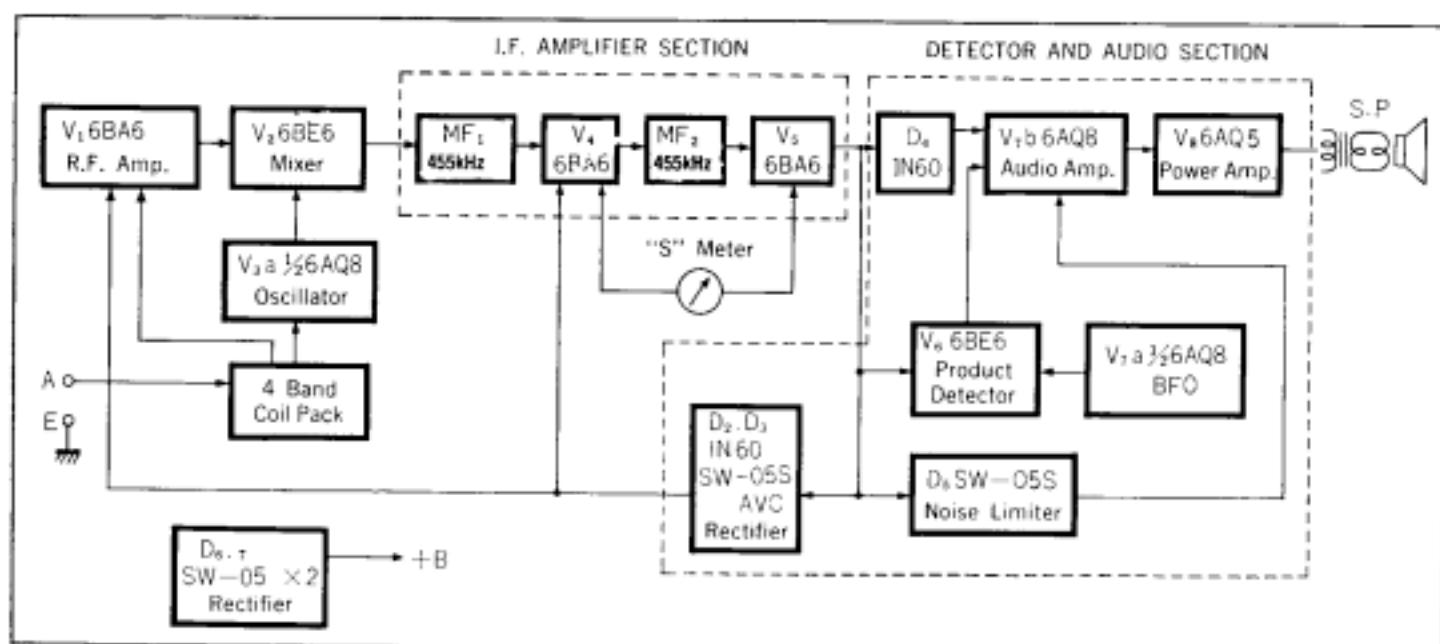 I.F. AMPLIFIER SECTION
DETECTOR AND AUDIO SECTION
V₁ 6BA6
R.F. Amp.
V₂ 6BE6
Mixer
MF₁
455kHz
V₄
6BA6
MF₂
455kHz
V₅
6BA6
D₄
IN60
V₇b 6AQ8
Audio Amp.
V₈ 6AQ5
Power Amp.
S.P
V₃a ½6AQ8
Oscillator
"S" Meter
4 Band
Coil Pack
A
E
V₆ 6BE6
Product
Detector
V₇a ½6AQ8
BFO
D₂.D₃
IN60
SW-05S
AVC
Rectifier
D₅ SW-05S
Noise Limiter
D₆.₇
SW-05 ×2
Rectifier
+B